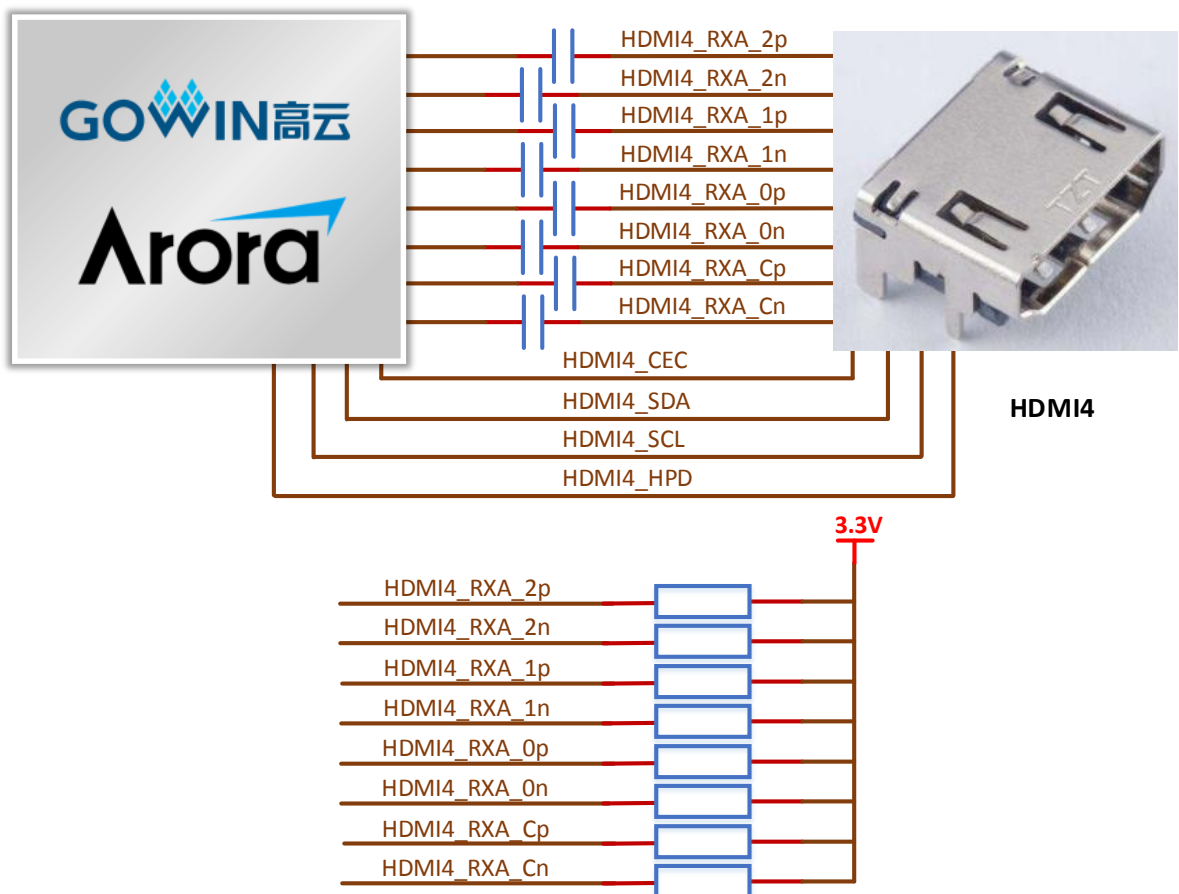 GOWIN高云
Arora
HDMI4_RXA_2p
HDMI4_RXA_2n
HDMI4_RXA_1p
HDMI4_RXA_1n
HDMI4_RXA_0p
HDMI4_RXA_0n
HDMI4_RXA_Cp
HDMI4_RXA_Cn
TZT
HDMI4_CEC
HDMI4_SDA
HDMI4_SCL
HDMI4_HPD
HDMI4
3.3V
HDMI4_RXA_2p
HDMI4_RXA_2n
HDMI4_RXA_1p
HDMI4_RXA_1n
HDMI4_RXA_0p
HDMI4_RXA_0n
HDMI4_RXA_Cp
HDMI4_RXA_Cn